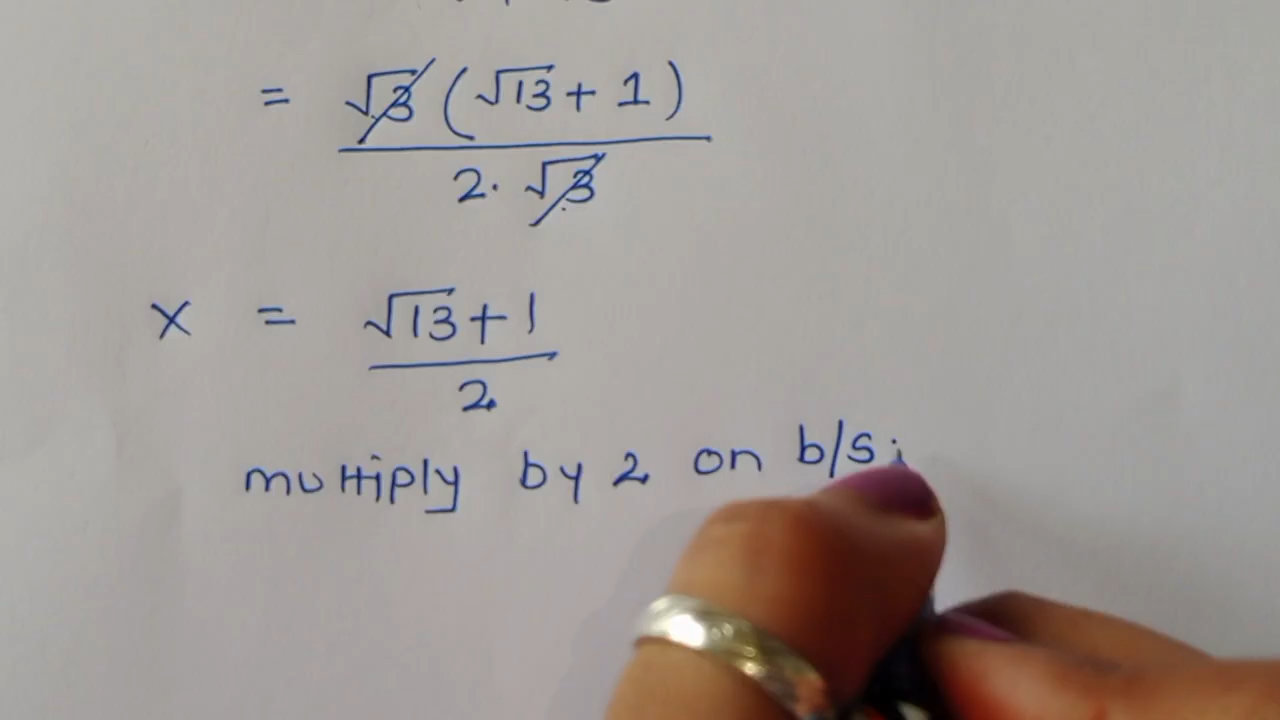 = √3 (√13 + 1)
2. √3
x = √13 + 1
2
multiply by 2 on b/s